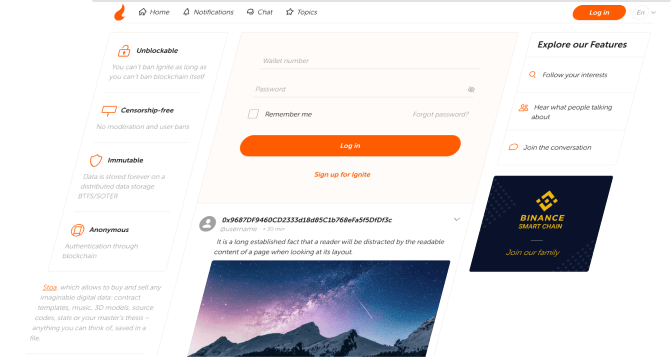 Home
Notifications
Chat
Topics
Log in
En
Unblockable
You can't ban Ignite as long as
you can't ban blockchain itself
Censorship-free
No moderation and user bans
Immutable
Data is stored forever on a
distributed data storage
BTFS/SOTER
Anonymous
Authentication through
blockchain
Stoa, which allows to buy and sell any
imaginable digital data: contract
templates, music, 3D models, source
codes, stats or your master's thesis –
anything you can think of, saved in a
file.
Wallet number
Password
Remember me
Forgot password?
Log in
Sign up for Ignite
0x9687DF9460CD2333d18d85C1b768eFa5f5DfDf3c
@username • 30 min
It is a long established fact that a reader will be distracted by the readable
content of a page when looking at its layout.
Explore our Features
Follow your interests
Hear what people talking
about
Join the conversation
BINANCE
SMART CHAIN
Join our family